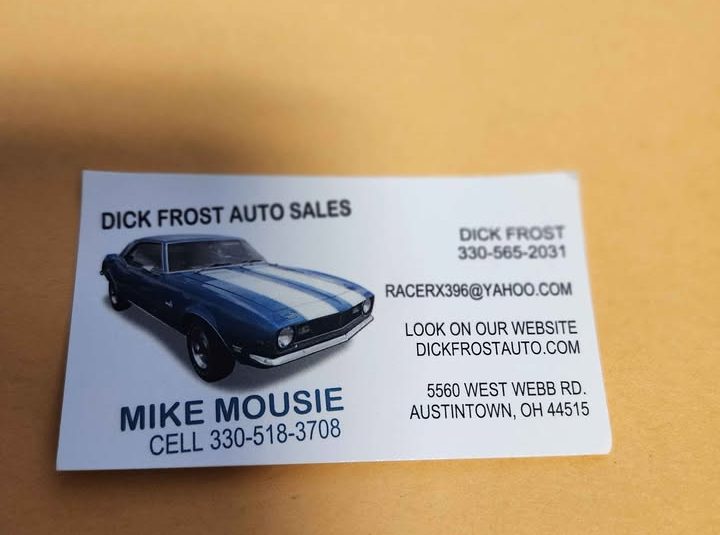 DICK FROST AUTO SALES
MIKE MOUSIE
CELL 330-518-3708
DICK FROST
330-565-2031
RACERX396@YAHOO.COM
LOOK ON OUR WEBSITE
DICKFROSTAUTO.COM
5560 WEST WEBB RD.
AUSTINTOWN, OH 44515